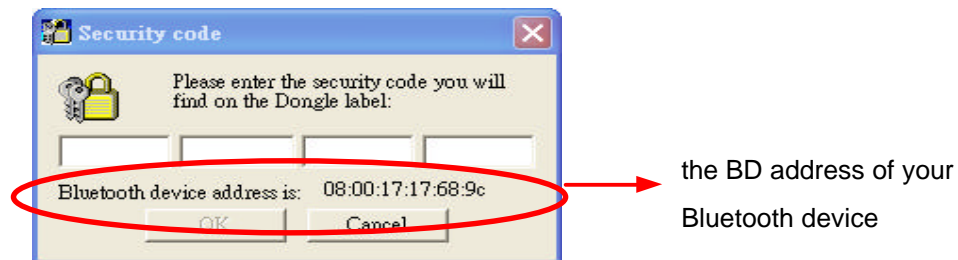 Security code
Please enter the security code you will
find on the Dongle label:
Bluetooth device address is: 08:00:17:17:68:9c
OK Cancel
the BD address of your
Bluetooth device